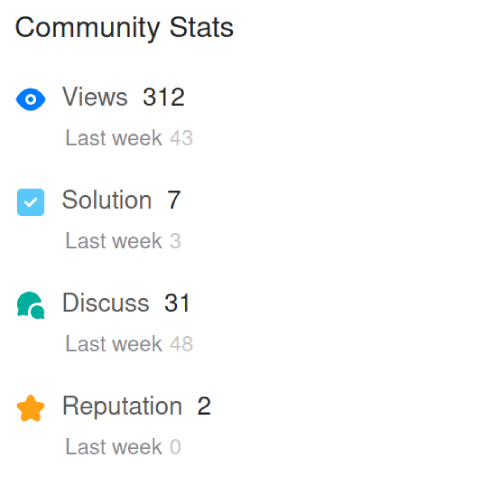 Community Stats
Views 312
Last week 43
Solution 7
Last week 3
Discuss 31
Last week 48
Reputation 2
Last week 0